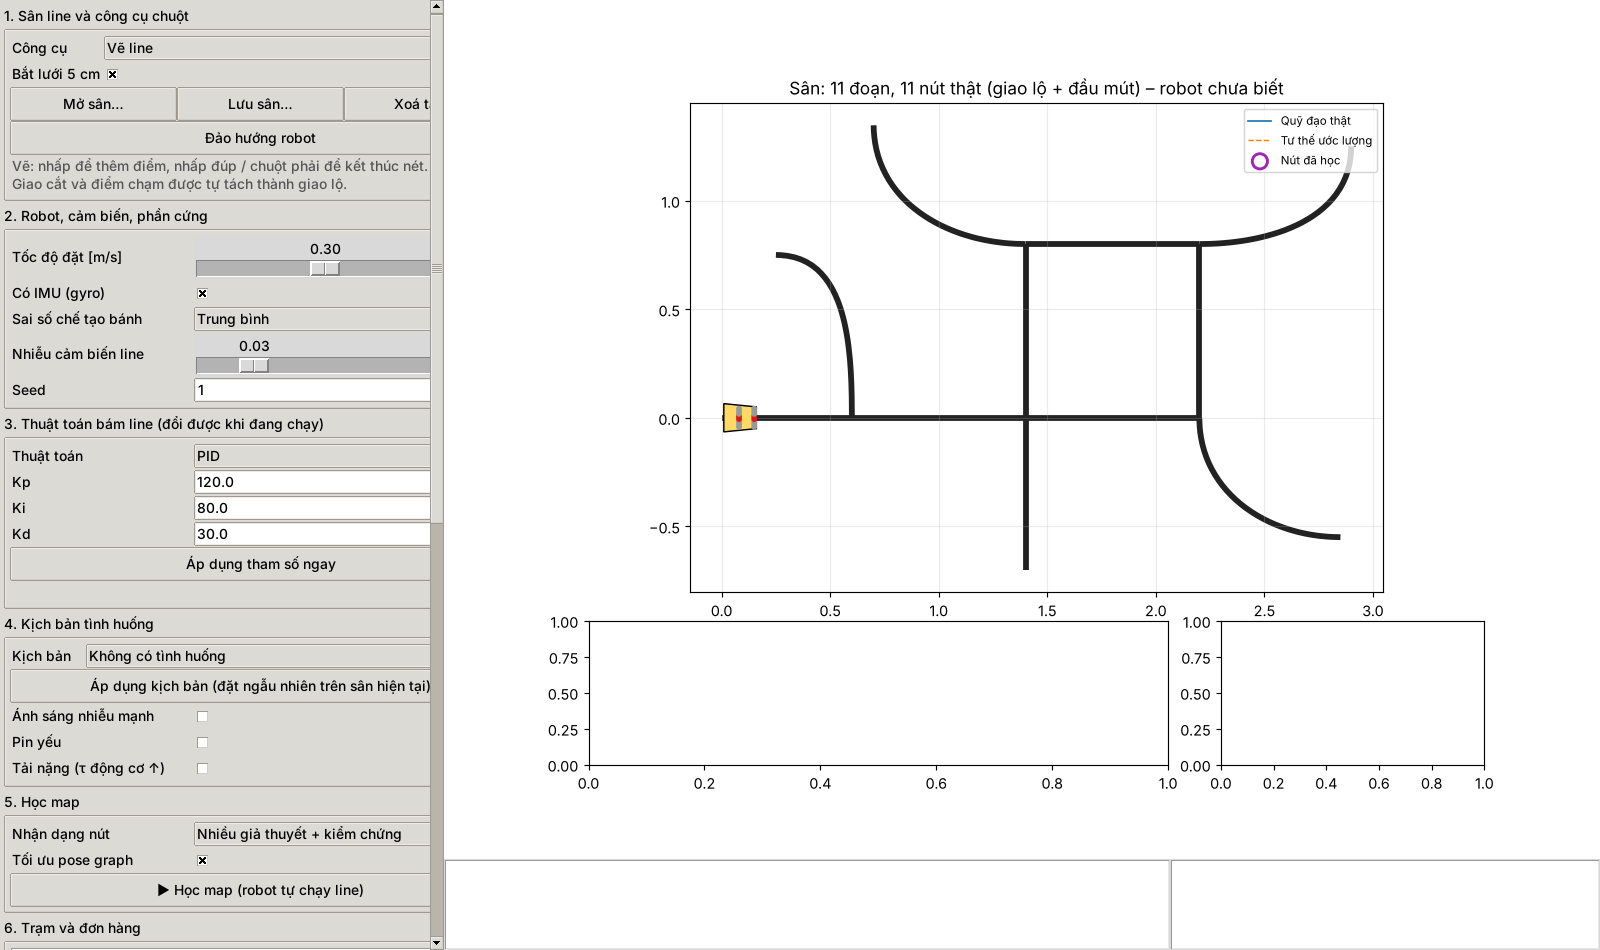 1. Sân line và công cụ chuột
Công cụ
Vẽ line
Bắt lưới 5 cm
Mở sân...
Lưu sân...
Xoá t
Đảo hướng robot
Vẽ: nhấp để thêm điểm, nhấp đúp / chuột phải để kết thúc nét.
Giao cắt và điểm chạm được tự tách thành giao lộ.
2. Robot, cảm biến, phần cứng
Tốc độ đặt [m/s]
0.30
Có IMU (gyro)
Sai số chế tạo bánh
Trung bình
Nhiễu cảm biến line
0.03
Seed
1
3. Thuật toán bám line (đổi được khi đang chạy)
Thuật toán
PID
Kp
120.0
Ki
80.0
Kd
30.0
Áp dụng tham số ngay
4. Kịch bản tình huống
Kịch bản
Không có tình huống
Áp dụng kịch bản (đặt ngẫu nhiên trên sân hiện tại)
Ánh sáng nhiễu mạnh
Pin yếu
Tải nặng (τ động cơ ↑)
5. Học map
Nhận dạng nút
Nhiều giả thuyết + kiểm chứng
Tối ưu pose graph
▶ Học map (robot tự chạy line)
6. Trạm và đơn hàng
Sân: 11 đoạn, 11 nút thật (giao lộ + đầu mút) – robot chưa biết
Quỹ đạo thật
Tư thế ước lượng
Nút đã học
1.0
0.5
0.0
−0.5
0.0 0.5 1.0 1.5 2.0 2.5 3.0
1.00
0.75
0.50
0.25
0.00
0.0 0.2 0.4 0.6 0.8 1.0
1.00
0.75
0.50
0.25
0.00
0.0 0.2 0.4 0.6 0.8 1.0